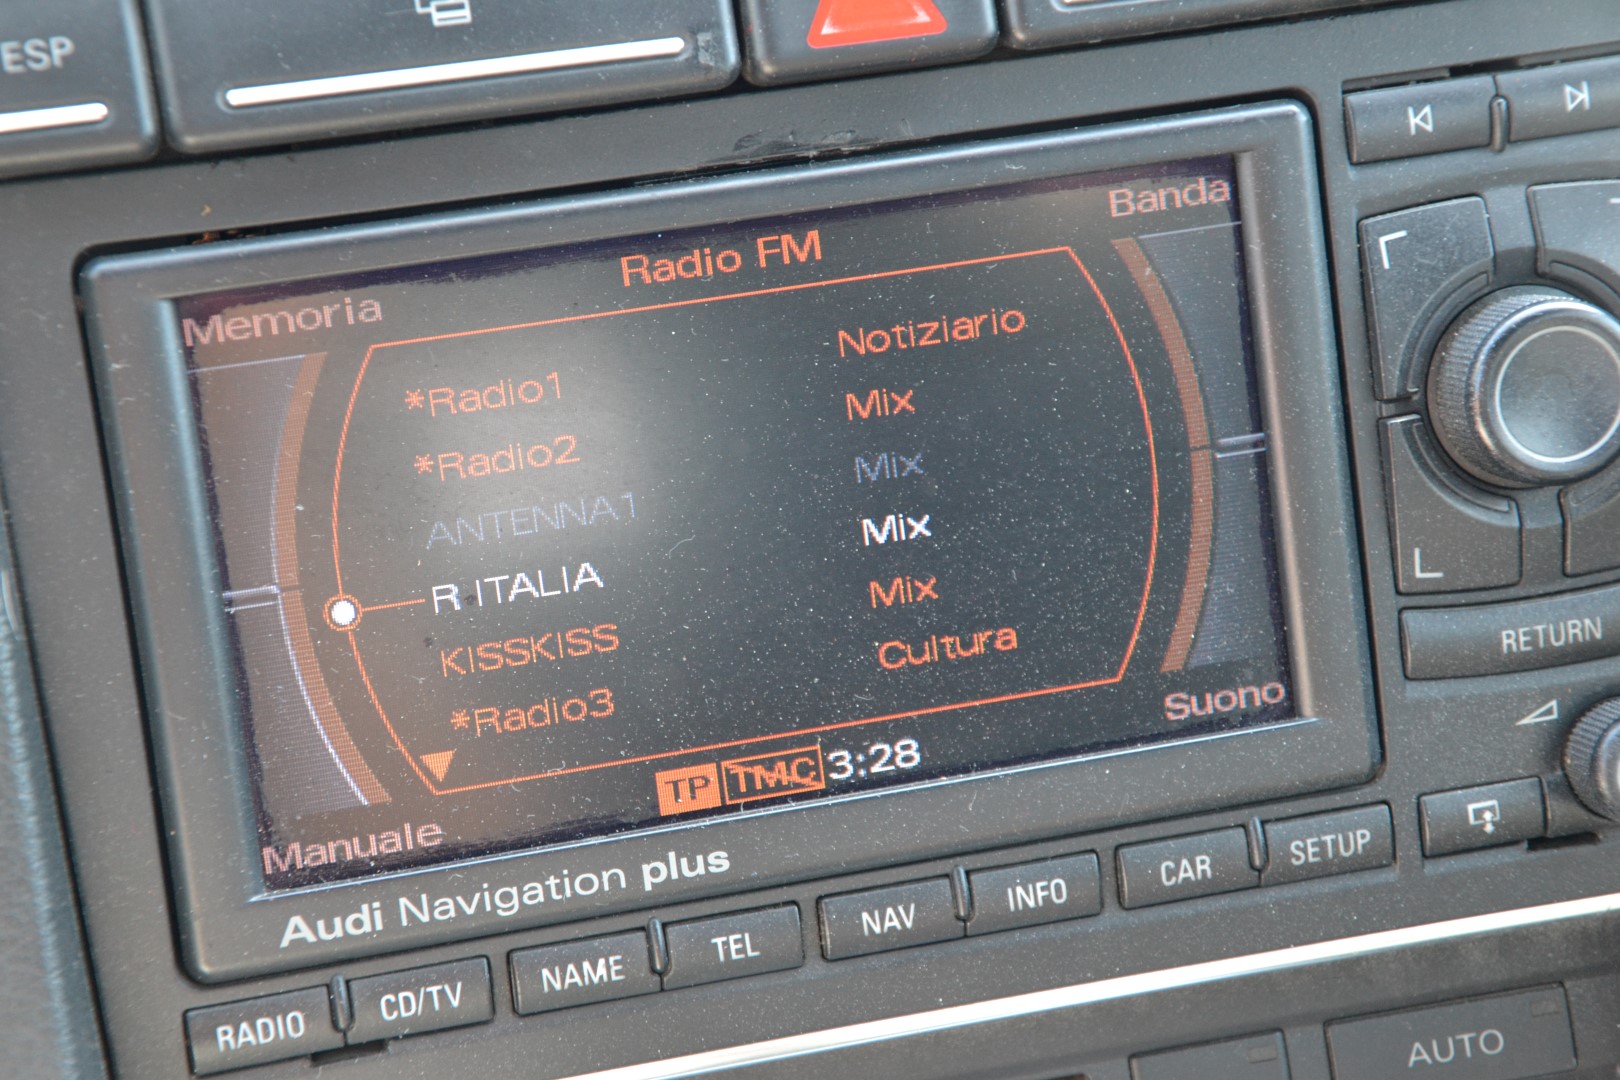 ESP
Banda
Radio FM
Memoria
*Radio1 Notiziario
*Radio2 Mix
ANTENNA1 Mix
R ITALIA Mix
KISSKISS Mix
*Radio3 Cultura
RETURN
Suono
TP TMC 3:28
Manuale
Audi Navigation plus
RADIO CD/TV NAME TEL NAV INFO CAR SETUP
AUTO